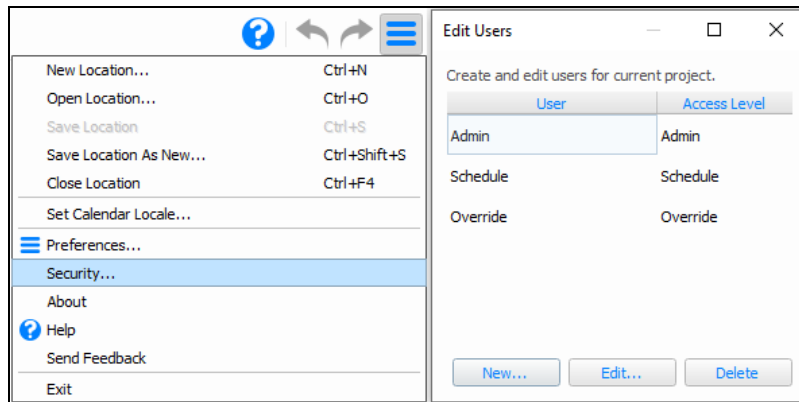 ?
New Location... Ctrl+N
Open Location... Ctrl+O
Save Location Ctrl+S
Save Location As New... Ctrl+Shift+S
Close Location Ctrl+F4
Set Calendar Locale...
Preferences...
Security...
About
? Help
Send Feedback
Exit
Edit Users
Create and edit users for current project.
User Access Level
Admin Admin
Schedule Schedule
Override Override
New... Edit... Delete